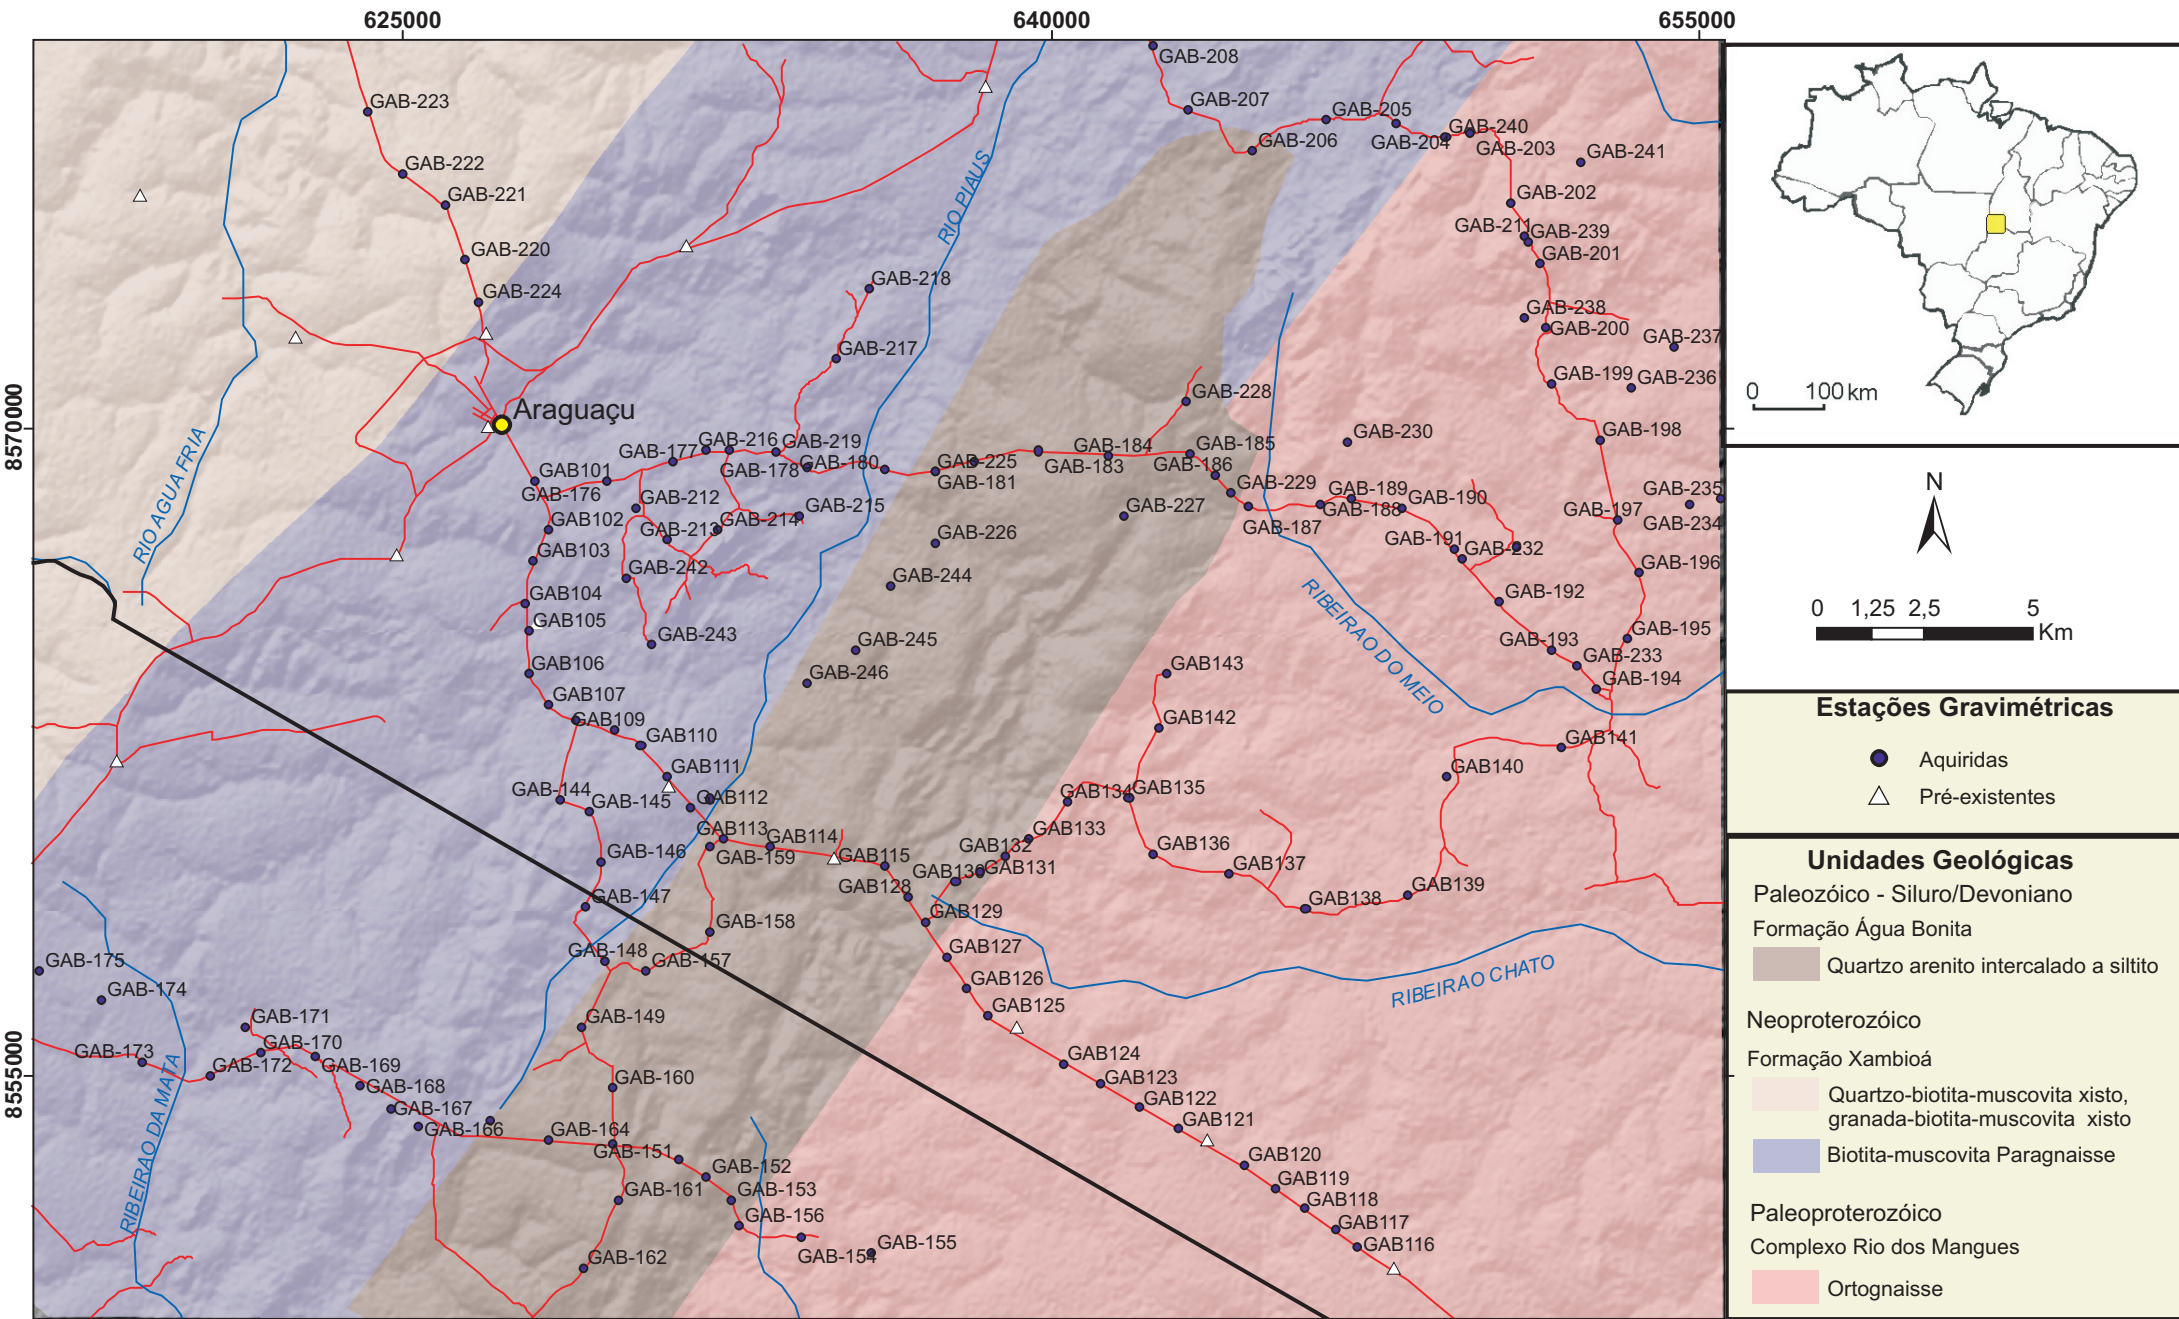 625000
640000
655000
8570000
8555000
GAB-208
GAB-223
GAB-207
GAB-205
GAB-240
GAB-206
GAB-204
GAB-203
GAB-241
GAB-222
GAB-221
GAB-202
RIO PIAUIS
GAB-211
GAB-239
GAB-220
GAB-201
GAB-224
GAB-218
GAB-238
GAB-200
GAB-237
GAB-217
GAB-199
GAB-236
GAB-228
Araguaçu
GAB-198
GAB-230
GAB-216
GAB-219
GAB-177
GAB-178
GAB-180
GAB-184
GAB-185
GAB-183
GAB-186
GAB-225
GAB-181
GAB101
GAB-176
GAB-229
GAB-189
GAB-190
GAB-235
GAB-212
GAB-215
GAB-227
GAB-187
GAB-188
GAB-197
GAB-234
GAB102
GAB-213
GAB-214
GAB-226
GAB-191
GAB-232
RIO AGUA FRIA
GAB103
GAB-242
GAB-244
GAB-196
GAB104
GAB-192
GAB105
GAB-243
GAB-245
GAB-193
GAB-195
RIBEIRAO DO MEIO
GAB106
GAB-246
GAB143
GAB-233
GAB-194
GAB107
GAB109
GAB142
GAB110
GAB141
GAB111
GAB140
GAB-144
GAB-145
GAB112
GAB134
GAB135
GAB113
GAB114
GAB133
GAB-146
GAB-159
GAB115
GAB132
GAB136
GAB131
GAB130
GAB137
GAB128
GAB139
GAB138
GAB-147
GAB129
GAB-158
GAB-148
GAB-157
GAB127
GAB-175
GAB126
RIBEIRAO CHATO
GAB-174
GAB125
GAB-171
GAB-149
GAB-170
GAB-173
GAB-172
GAB-169
GAB124
GAB-168
GAB-160
GAB123
GAB-167
GAB122
GAB-166
GAB-164
GAB121
RIBEIRAO DA MATA
GAB-151
GAB-152
GAB120
GAB-161
GAB-153
GAB119
GAB-156
GAB118
GAB-154
GAB-155
GAB117
GAB-162
GAB116
0 100 km
N
0 1,25 2,5 5
Km
Estações Gravimétricas
Aquiridas
Pré-existentes
Unidades Geológicas
Paleozóico - Siluro/Devoniano
Formação Água Bonita
Quartzo arenito intercalado a siltito
Neoproterozóico
Formação Xambioá
Quartzo-biotita-muscovita xisto,
granada-biotita-muscovita xisto
Biotita-muscovita Paragnaisse
Paleoproterozóico
Complexo Rio dos Mangues
Ortognaisse